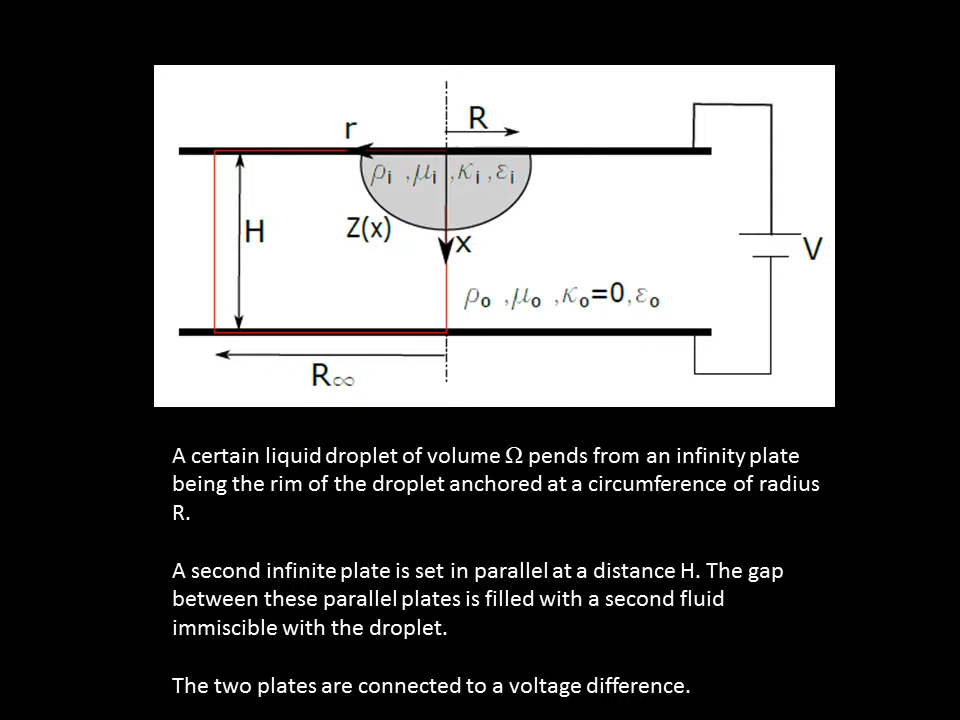 r
R
ρi ,μi ,κi ,εi
H
Z(x)
x
V
ρo ,μo ,κo=0,εo
R∞
A certain liquid droplet of volume Ω pends from an infinity plate
being the rim of the droplet anchored at a circumference of radius
R.
A second infinite plate is set in parallel at a distance H. The gap
between these parallel plates is filled with a second fluid
immiscible with the droplet.
The two plates are connected to a voltage difference.